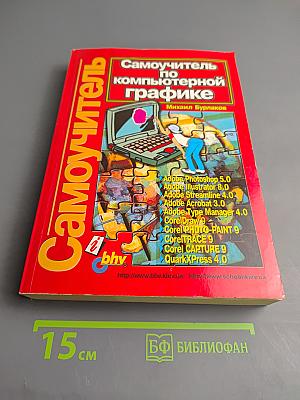 Самоучитель
Самоучитель
по
компьютерной
графике
Михаил Бурлаков
Adobe Photoshop 5.0
Adobe Illustrator 8.0
Adobe Streamline 4.0
Adobe Acrobat 3.0
Adobe Type Manager 4.0
CorelDraw 9
Corel PHOTO-PAINT 9
CorelTRACE 9
Corel CAPTURE 9
QuarkXPress 4.0
bhv
15 см
БФ БИБЛИОФАН